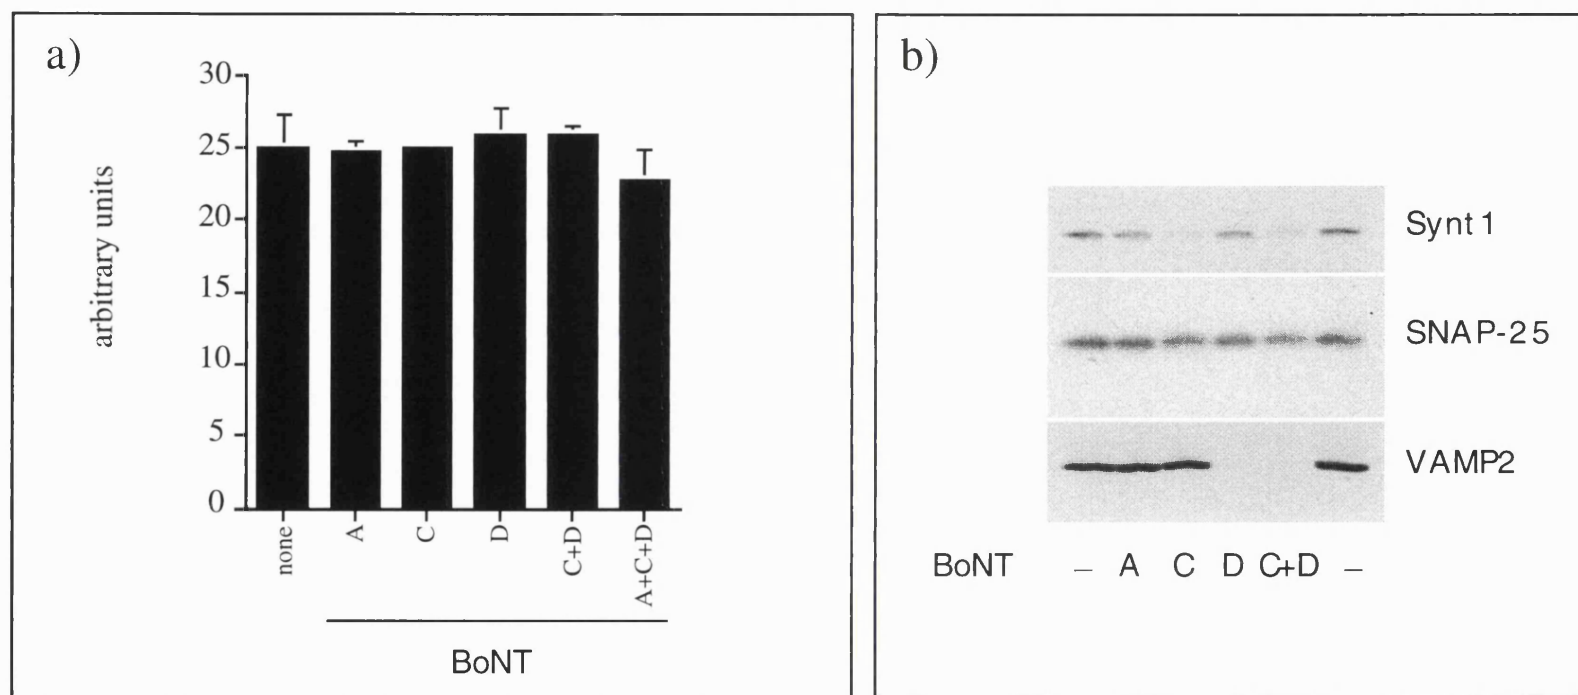 a)
arbitrary units
30
25
20
15
10
5
0
none
A
C
D
C+D
A+C+D
BoNT
b)
Synt 1
SNAP-25
VAMP2
BoNT – A C D C+D –